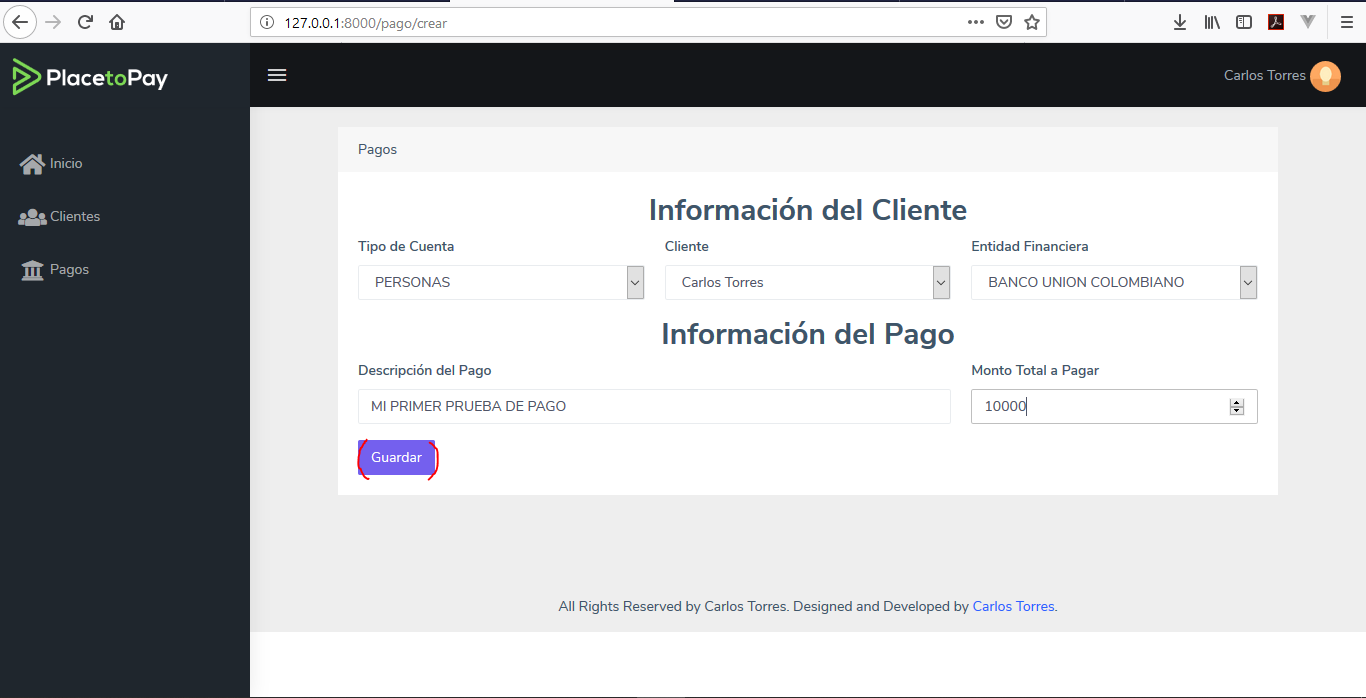 127.0.0.1:8000/pago/crear
PlacetoPay
Carlos Torres
Inicio
Clientes
Pagos
Pagos
Información del Cliente
Tipo de Cuenta Cliente Entidad Financiera
PERSONAS Carlos Torres BANCO UNION COLOMBIANO
Información del Pago
Descripción del Pago Monto Total a Pagar
MI PRIMER PRUEBA DE PAGO 10000
Guardar
All Rights Reserved by Carlos Torres. Designed and Developed by Carlos Torres.